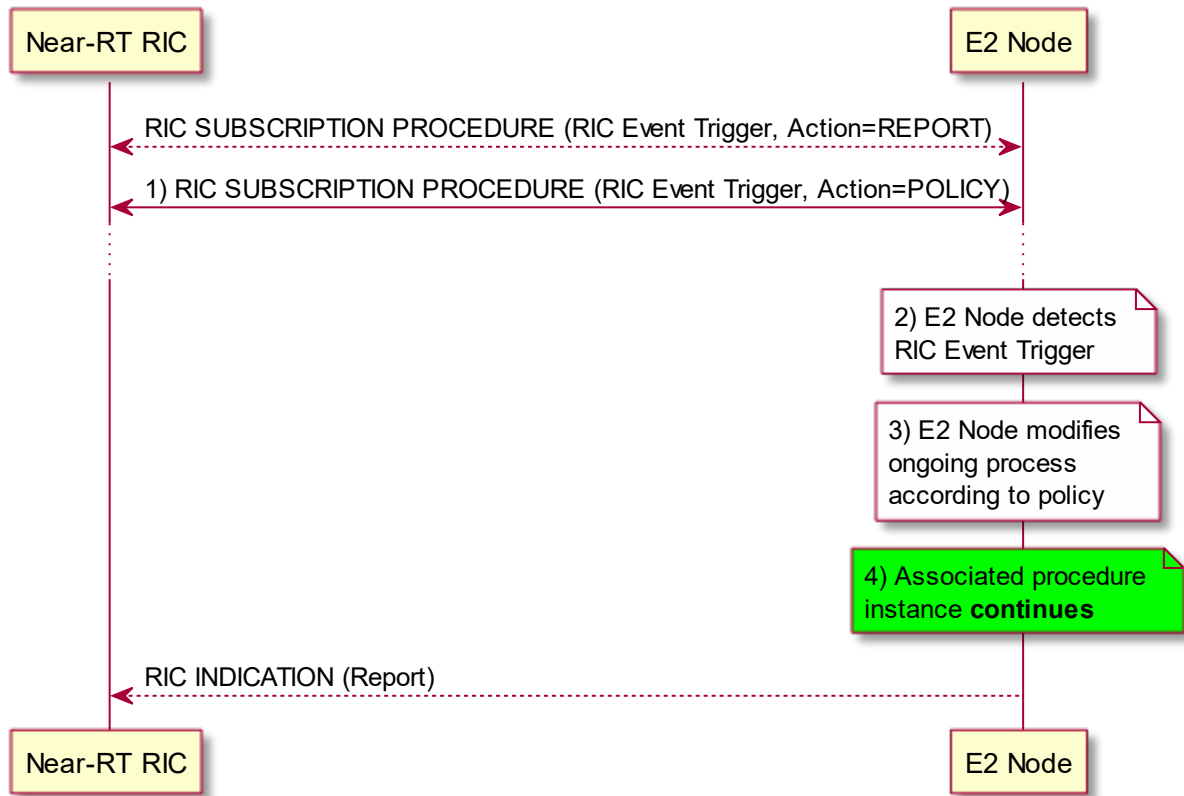 Near-RT RIC
E2 Node
RIC SUBSCRIPTION PROCEDURE (RIC Event Trigger, Action=REPORT)
1) RIC SUBSCRIPTION PROCEDURE (RIC Event Trigger, Action=POLICY)
2) E2 Node detects
RIC Event Trigger
3) E2 Node modifies
ongoing process
according to policy
4) Associated procedure
instance continues
RIC INDICATION (Report)
Near-RT RIC
E2 Node